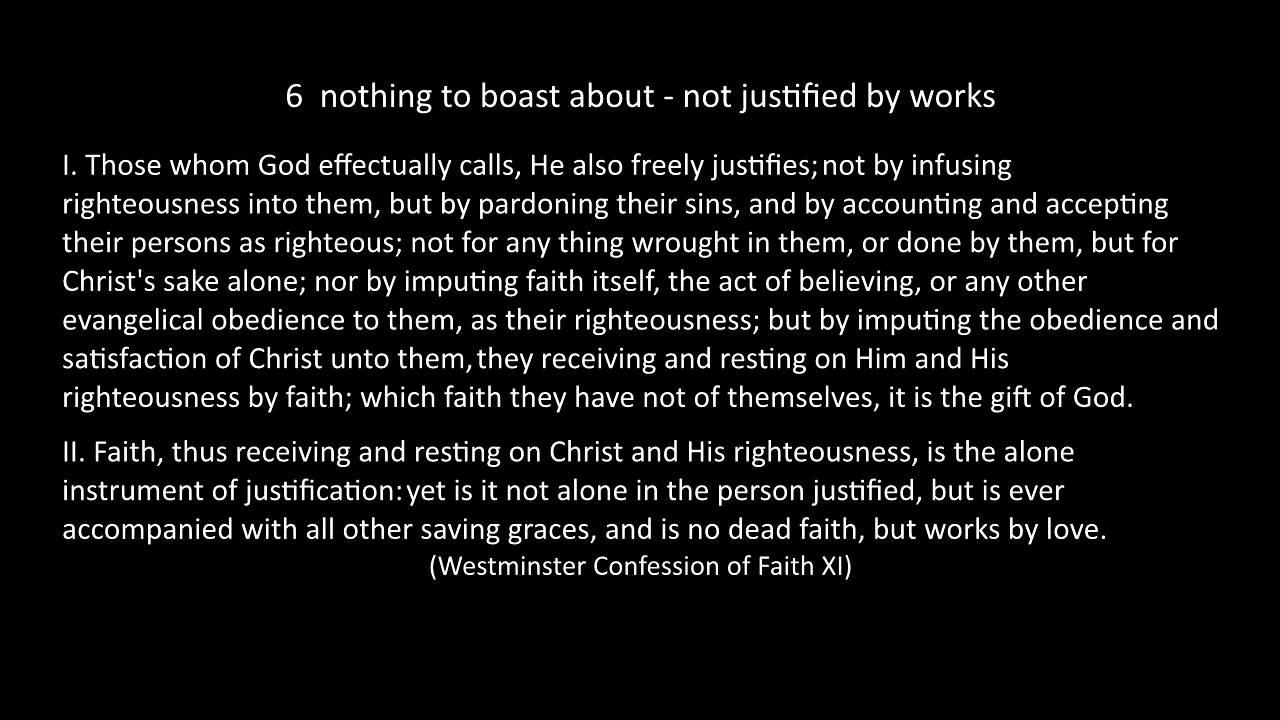 6  nothing to boast about - not justified by works
I. Those whom God effectually calls, He also freely justifies; not by infusing
righteousness into them, but by pardoning their sins, and by accounting and accepting
their persons as righteous; not for any thing wrought in them, or done by them, but for
Christ's sake alone; nor by imputing faith itself, the act of believing, or any other
evangelical obedience to them, as their righteousness; but by imputing the obedience and
satisfaction of Christ unto them, they receiving and resting on Him and His
righteousness by faith; which faith they have not of themselves, it is the gift of God.
II. Faith, thus receiving and resting on Christ and His righteousness, is the alone
instrument of justification: yet is it not alone in the person justified, but is ever
accompanied with all other saving graces, and is no dead faith, but works by love.
(Westminster Confession of Faith XI)